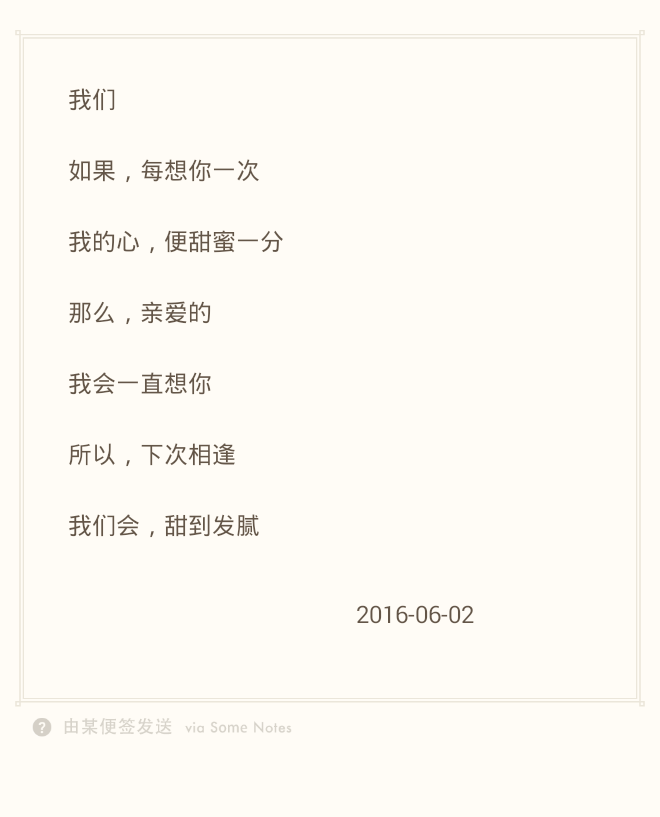 我们
如果，每想你一次
我的心，便甜蜜一分
那么，亲爱的
我会一直想你
所以，下次相逢
我们会，甜到发腻
2016-06-02
? 由某便签发送 via Some Notes